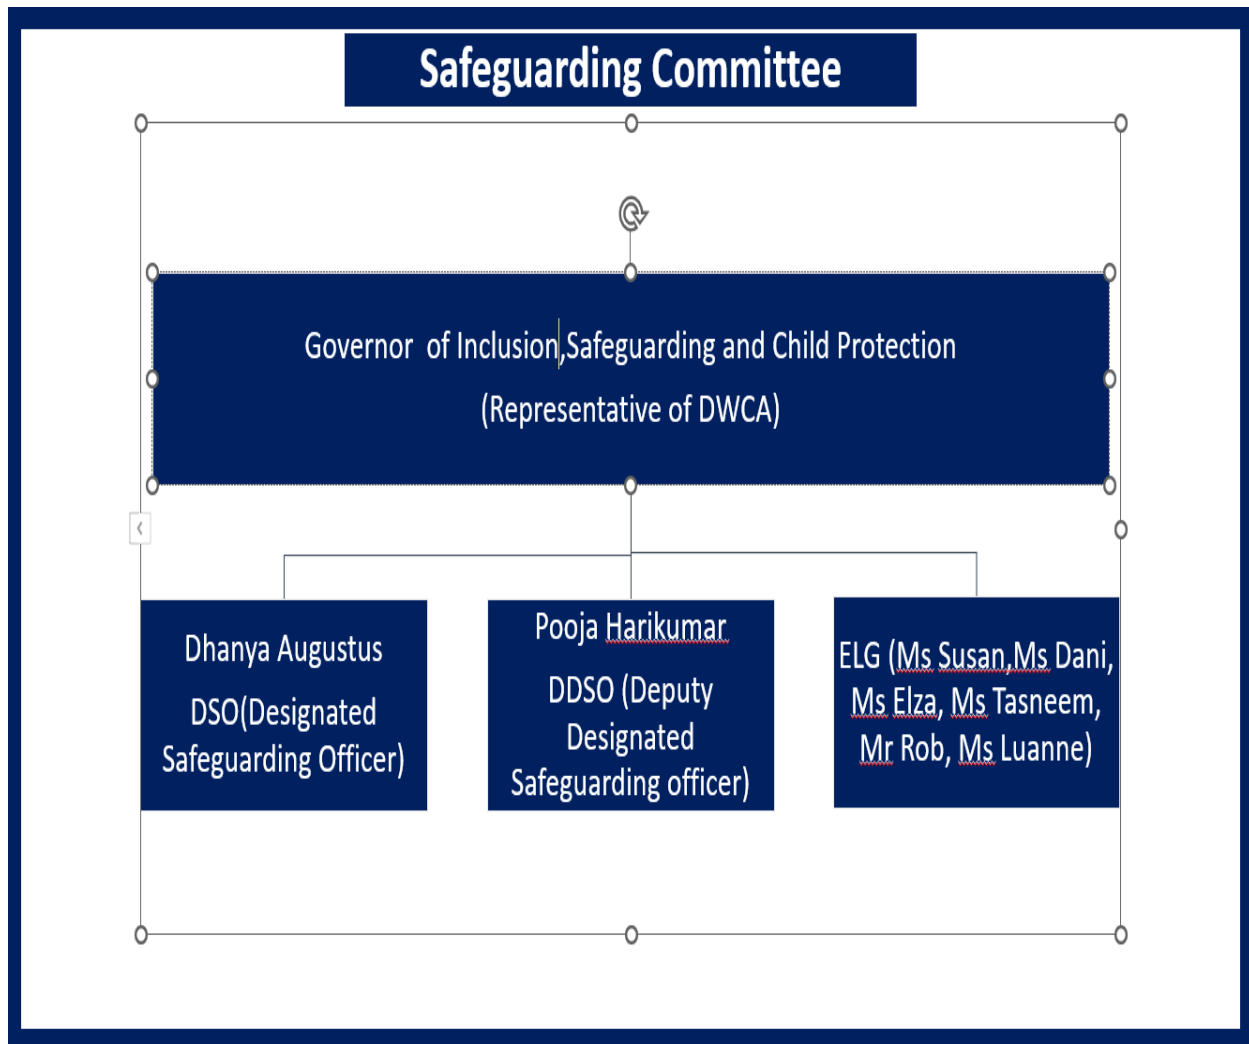 Safeguarding Committee
Governor  of Inclusion,Safeguarding and Child Protection
(Representative of DWCA)
Dhanya Augustus
DSO(Designated
Safeguarding Officer)
Pooja Harikumar
DDSO (Deputy
Designated
Safeguarding officer)
ELG (Ms Susan,Ms Dani,
Ms Elza, Ms Tasneem,
Mr Rob, Ms Luanne)